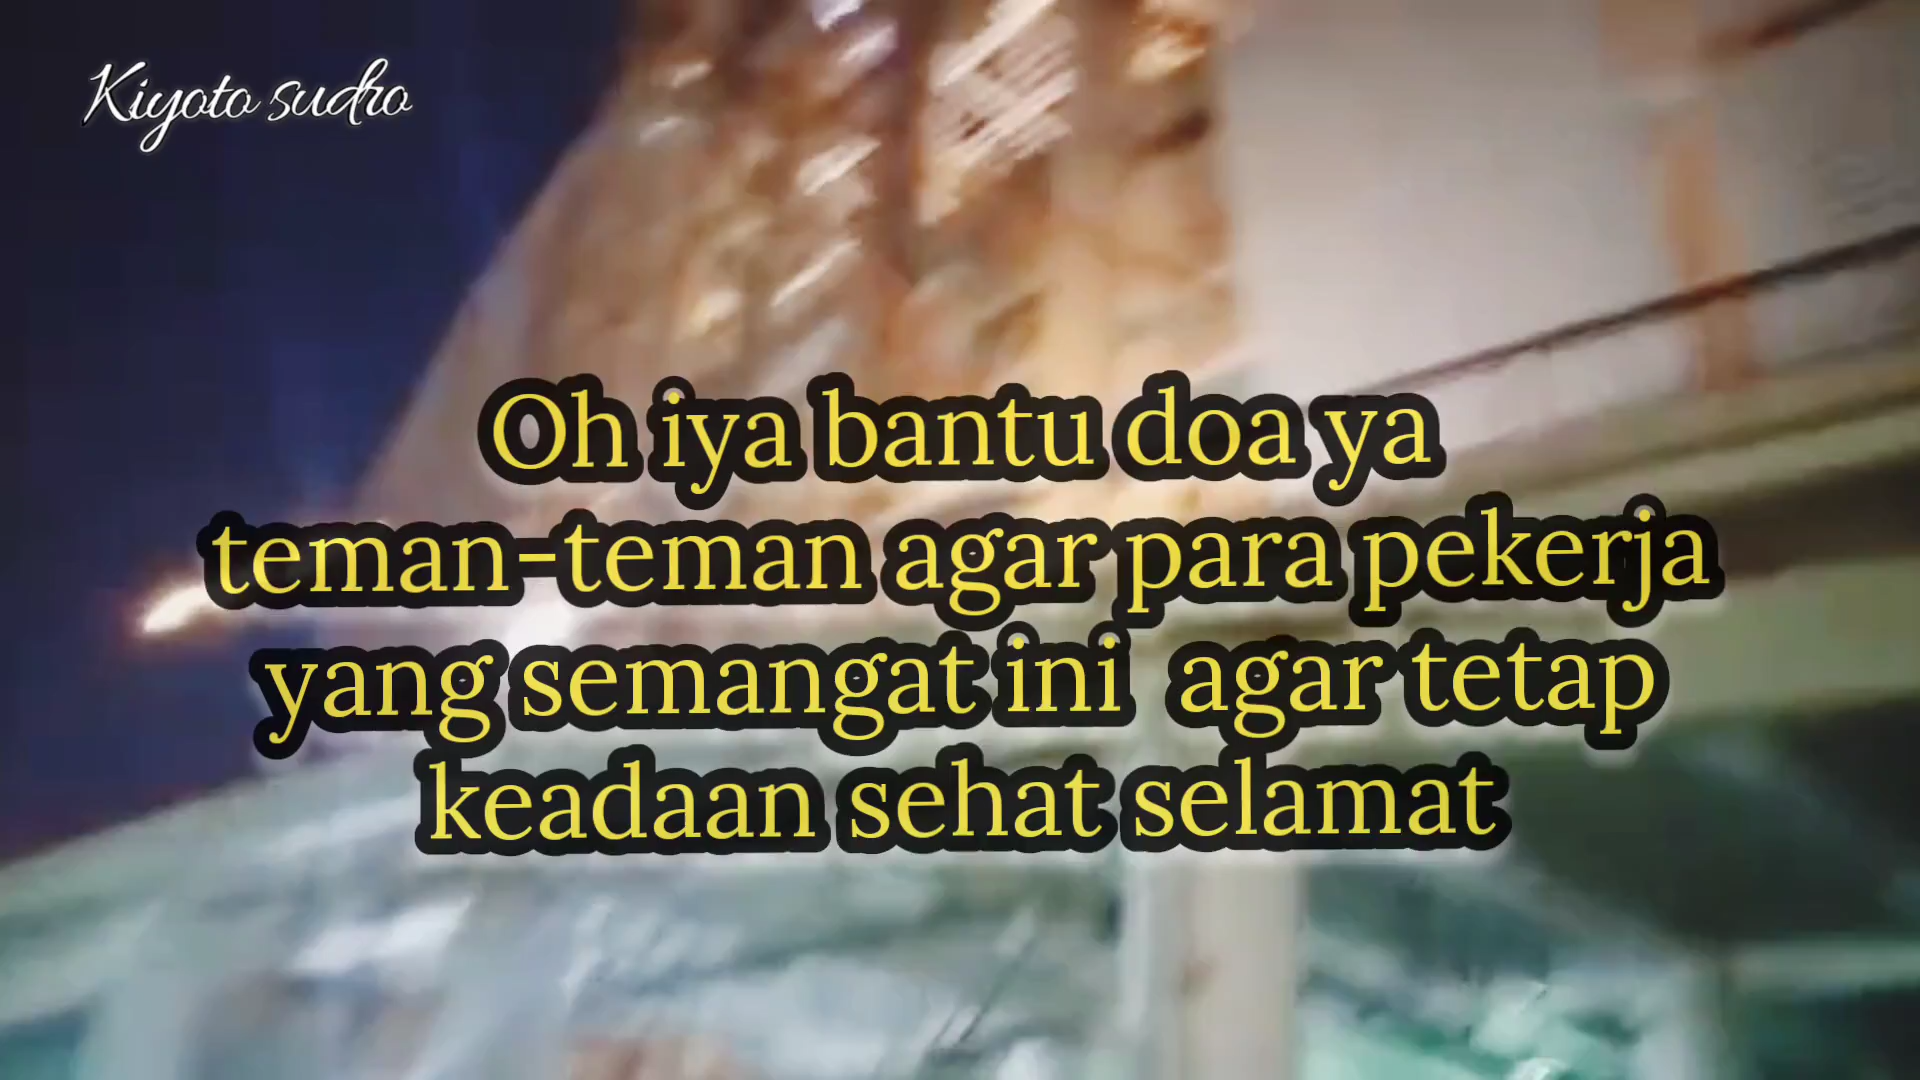 Kiyoto sudro
Oh iya bantu doa ya
teman-teman agar para pekerja
yang semangat ini agar tetap
keadaan sehat selamat